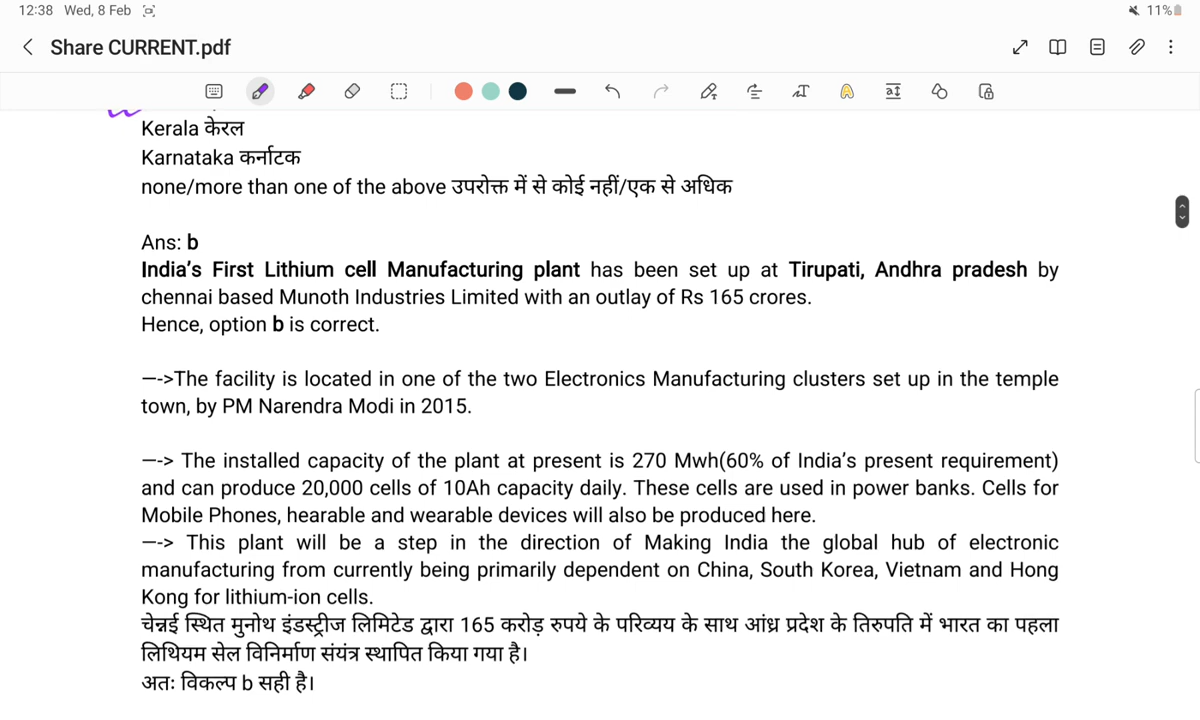 12:38 Wed, 8 Feb
11%
Share CURRENT.pdf
Kerala केरल
Karnataka कर्नाटक
none/more than one of the above उपरोक्त में से कोई नहीं/एक से अधिक
Ans: b
India’s First Lithium cell Manufacturing plant has been set up at Tirupati, Andhra pradesh by
chennai based Munoth Industries Limited with an outlay of Rs 165 crores.
Hence, option b is correct.
—->The facility is located in one of the two Electronics Manufacturing clusters set up in the temple
town, by PM Narendra Modi in 2015.
—-> The installed capacity of the plant at present is 270 Mwh(60% of India’s present requirement)
and can produce 20,000 cells of 10Ah capacity daily. These cells are used in power banks. Cells for
Mobile Phones, hearable and wearable devices will also be produced here.
—-> This plant will be a step in the direction of Making India the global hub of electronic
manufacturing from currently being primarily dependent on China, South Korea, Vietnam and Hong
Kong for lithium-ion cells.
चेन्नई स्थित मुनोथ इंडस्ट्रीज लिमिटेड द्वारा 165 करोड़ रुपये के परिव्यय के साथ आंध्र प्रदेश के तिरुपति में भारत का पहला
लिथियम सेल विनिर्माण संयंत्र स्थापित किया गया है।
अतः विकल्प b सही है।